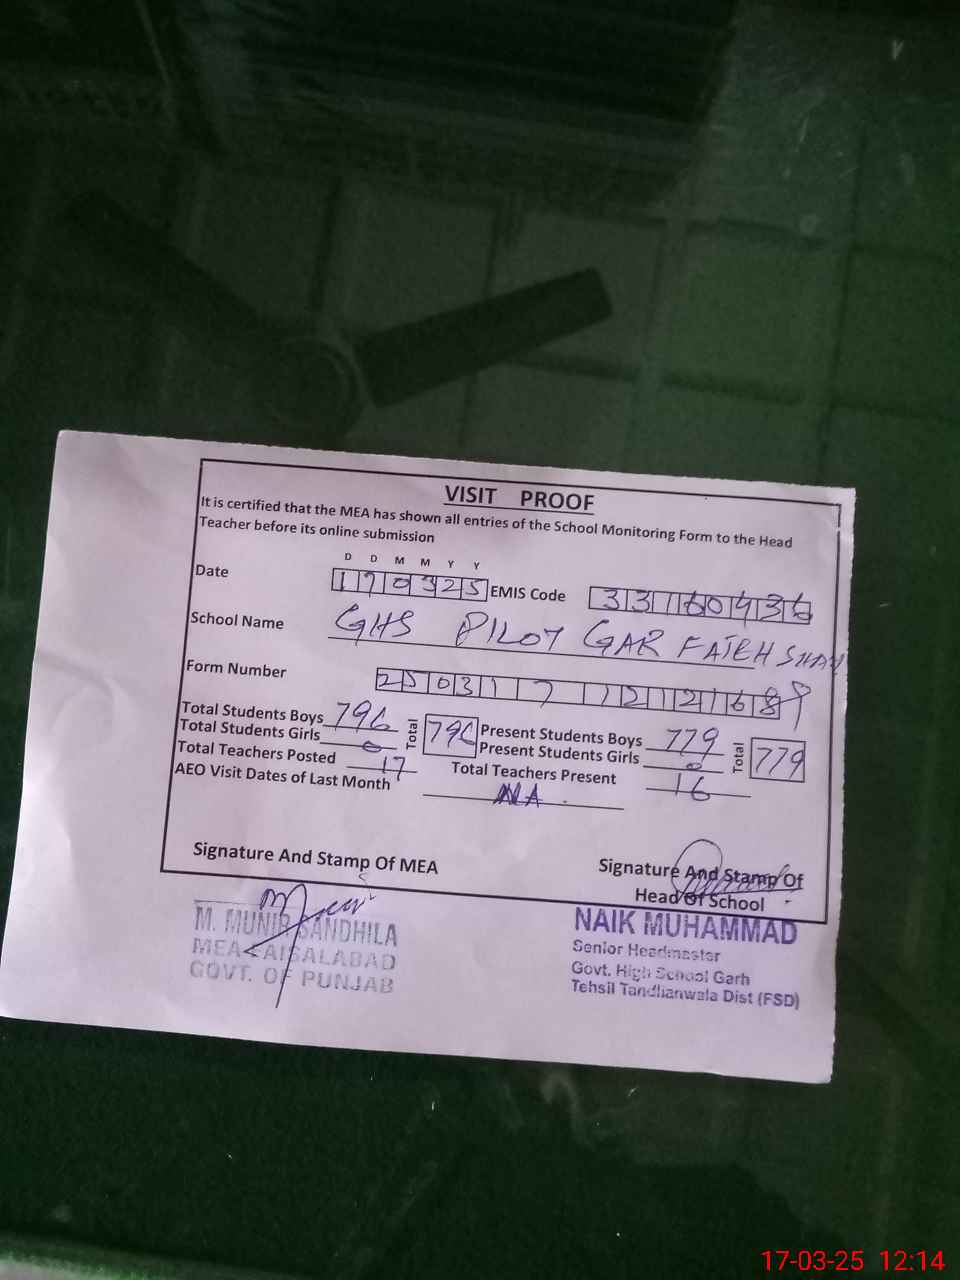 VISIT PROOF
It is certified that the MEA has shown all entries of the School Monitoring Form to the Head
Teacher before its online submission
D D M M Y Y
Date 170325 EMIS Code 33160436
School Name GHS PILOT GAR FATEH SHAH
Form Number
Total Students Boys 796 Total 796 Present Students Boys 779 Total 779
Total Students Girls 0 Present Students Girls 0
Total Teachers Posted 17 Total Teachers Present 16
AEO Visit Dates of Last Month NA
Signature And Stamp Of MEA
Signature And Stamp Of
Head Of School
M. MUNIR SANDHILA
MEA FAISALABAD
GOVT. OF PUNJAB
NAIK MUHAMMAD
Senior Headmaster
Govt. High School Garh
Tehsil Tandlianwala Dist (FSD)
17-03-25 12:14